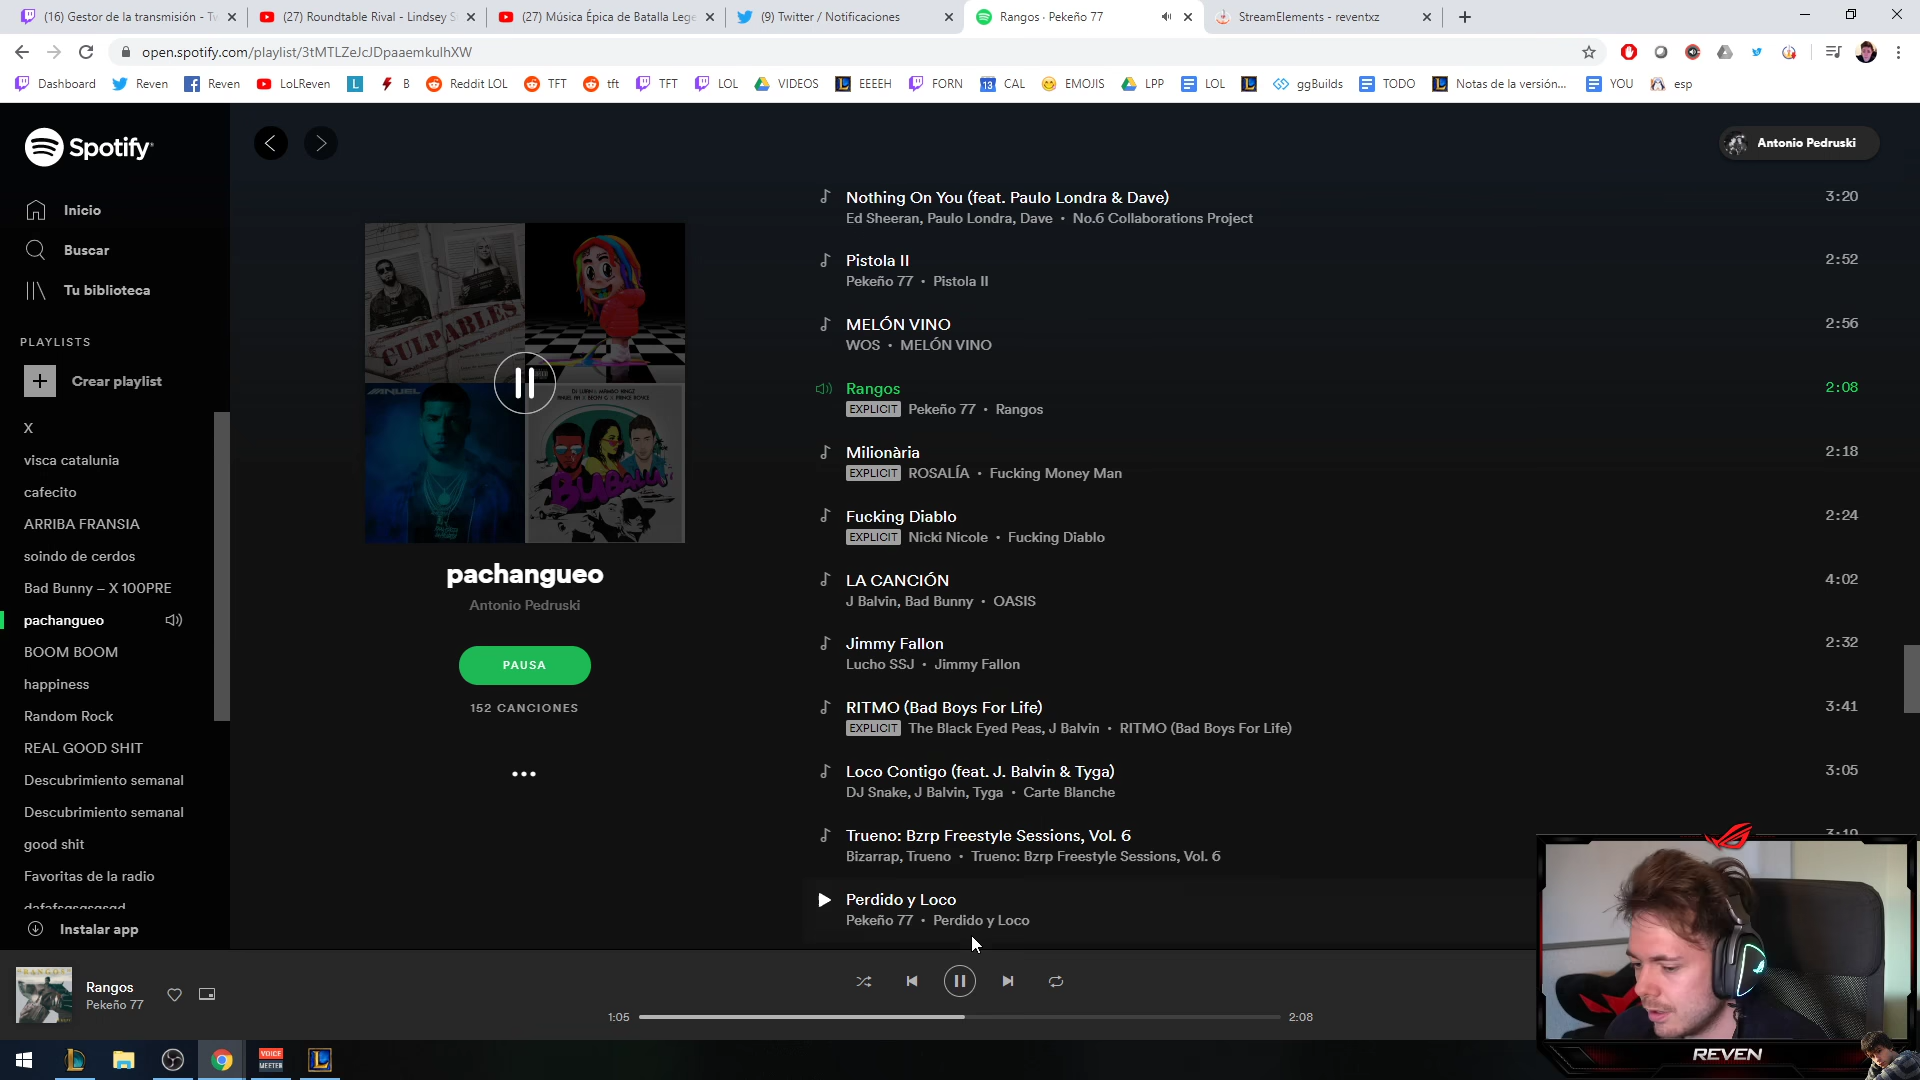 (16) Gestor de la transmisión - Tw
(27) Roundtable Rival - Lindsey S
(27) Música Épica de Batalla Lege
(9) Twitter / Notificaciones
Rangos · Pekeño 77
StreamElements - reventxz
open.spotify.com/playlist/3tMTLZeJcJDpaaemkulhXW
Dashboard
Reven
Reven
LoLReven
L
B
Reddit LOL
TFT
tft
TFT
LOL
VIDEOS
EEEEH
FORN
13
CAL
EMOJIS
LPP
LOL
ggBuilds
TODO
Notas de la versión...
YOU
esp
Spotify
Antonio Pedruski
Inicio
Buscar
Tu biblioteca
PLAYLISTS
Crear playlist
X
visca catalunia
cafecito
ARRIBA FRANSIA
soindo de cerdos
Bad Bunny – X 100PRE
pachangueo
BOOM BOOM
happiness
Random Rock
REAL GOOD SHIT
Descubrimiento semanal
Descubrimiento semanal
good shit
Favoritas de la radio
Instalar app
CULPABLES
ANUEL
BUBALU
pachangueo
Antonio Pedruski
PAUSA
152 CANCIONES
Nothing On You (feat. Paulo Londra & Dave)
3:20
Ed Sheeran, Paulo Londra, Dave • No.6 Collaborations Project
Pistola II
2:52
Pekeño 77 • Pistola II
MELÓN VINO
2:56
WOS • MELÓN VINO
Rangos
2:08
EXPLICIT Pekeño 77 • Rangos
Milionària
2:18
EXPLICIT ROSALÍA • Fucking Money Man
Fucking Diablo
2:24
EXPLICIT Nicki Nicole • Fucking Diablo
LA CANCIÓN
4:02
J Balvin, Bad Bunny • OASIS
Jimmy Fallon
2:32
Lucho SSJ • Jimmy Fallon
RITMO (Bad Boys For Life)
3:41
EXPLICIT The Black Eyed Peas, J Balvin • RITMO (Bad Boys For Life)
Loco Contigo (feat. J. Balvin & Tyga)
3:05
DJ Snake, J Balvin, Tyga • Carte Blanche
Trueno: Bzrp Freestyle Sessions, Vol. 6
Bizarrap, Trueno • Trueno: Bzrp Freestyle Sessions, Vol. 6
Perdido y Loco
Pekeño 77 • Perdido y Loco
RANGOS
Rangos
Pekeño 77
1:05
2:08
VOICE
MEETER
L
REVEN